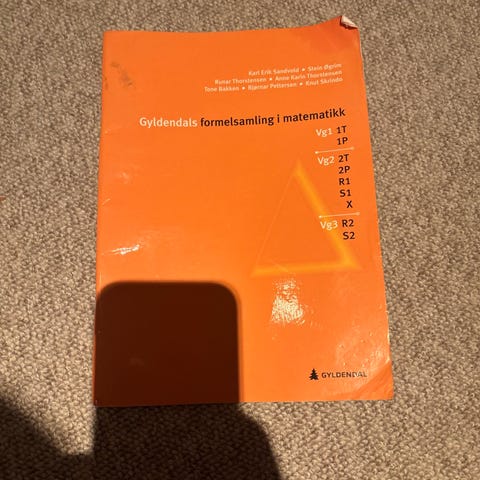 Karl Erik Sandvold • Stein Øgrim
Runar Thorstensen • Anne Karin Thorstensen
Tone Bakken • Bjørnar Pettersen • Knut Skrindo
Gyldendals formelsamling i matematikk
Vg1 1T
1P
Vg2 2T
2P
R1
S1
X
Vg3 R2
S2
GYLDENDAL